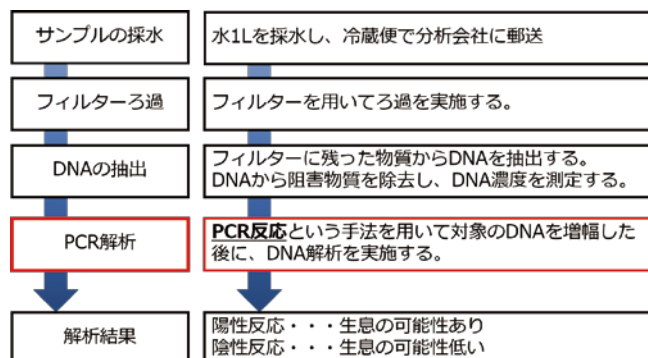 サンプルの採水
水1Lを採水し、冷蔵便で分析会社に郵送
フィルターろ過
フィルターを用いてろ過を実施する。
DNAの抽出
フィルターに残った物質からDNAを抽出する。
DNAから阻害物質を除去し、DNA濃度を測定する。
PCR解析
PCR反応という手法を用いて対象のDNAを増幅した
後に、DNA解析を実施する。
解析結果
陽性反応・・・生息の可能性あり
陰性反応・・・生息の可能性低い